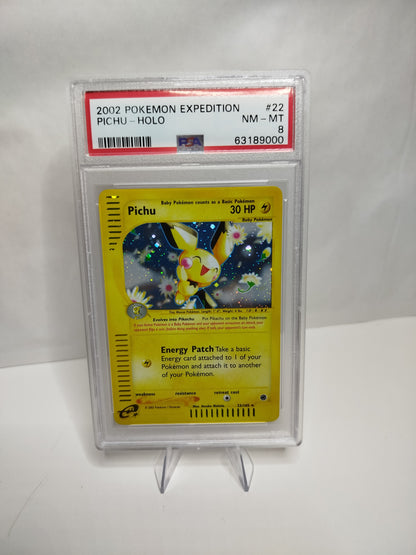 2002 POKEMON EXPEDITION #22
PICHU - HOLO NM - MT
8
PSA 63189000
Baby Pokémon counts as a Basic Pokémon
Pichu 30 HP
Baby Pokémon
Evolves into Pikachu Put Pikachu on the Baby Pokémon
Energy Patch Take a basic
Energy card attached to 1 of your
Pokémon and attach it to another
of your Pokémon.
weakness resistance retreat cost